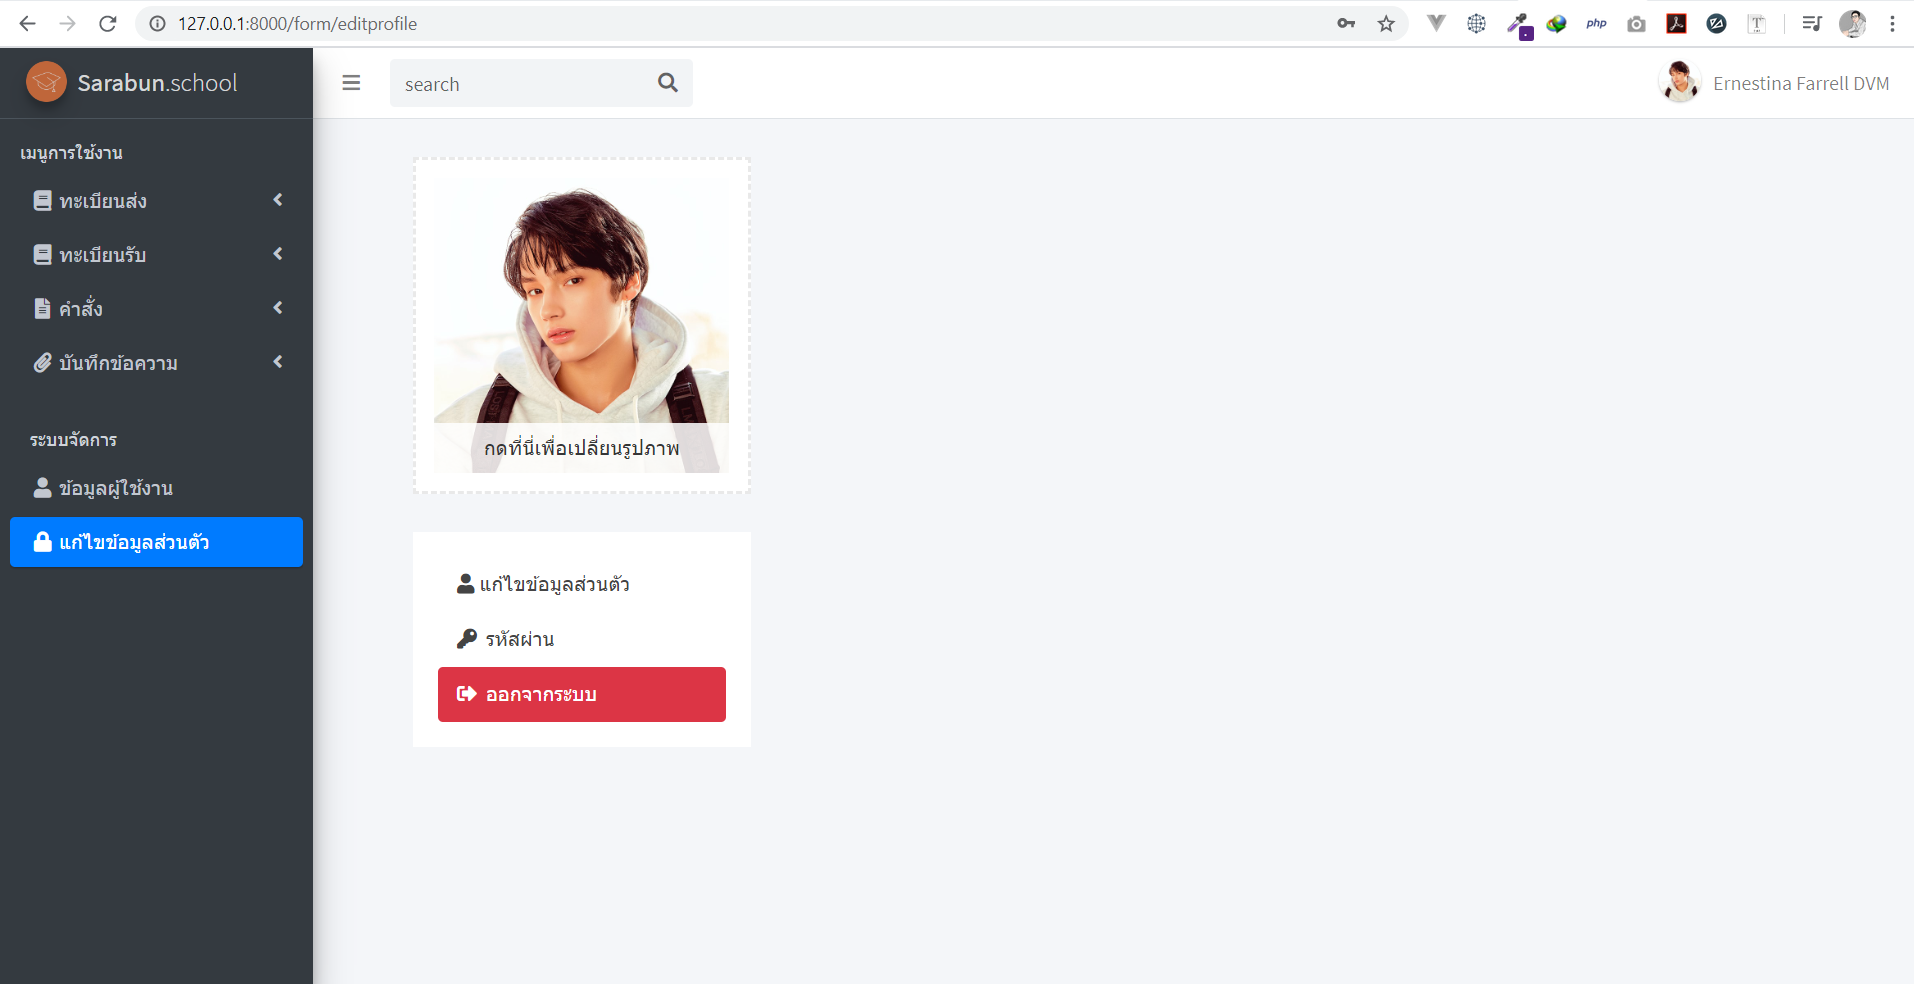 127.0.0.1:8000/form/editprofile
php
Sarabun.school
search
Ernestina Farrell DVM
เมนูการใช้งาน
ทะเบียนส่ง
ทะเบียนรับ
คำสั่ง
บันทึกข้อความ
ระบบจัดการ
ข้อมูลผู้ใช้งาน
แก้ไขข้อมูลส่วนตัว
กดที่นี่เพื่อเปลี่ยนรูปภาพ
แก้ไขข้อมูลส่วนตัว
รหัสผ่าน
ออกจากระบบ